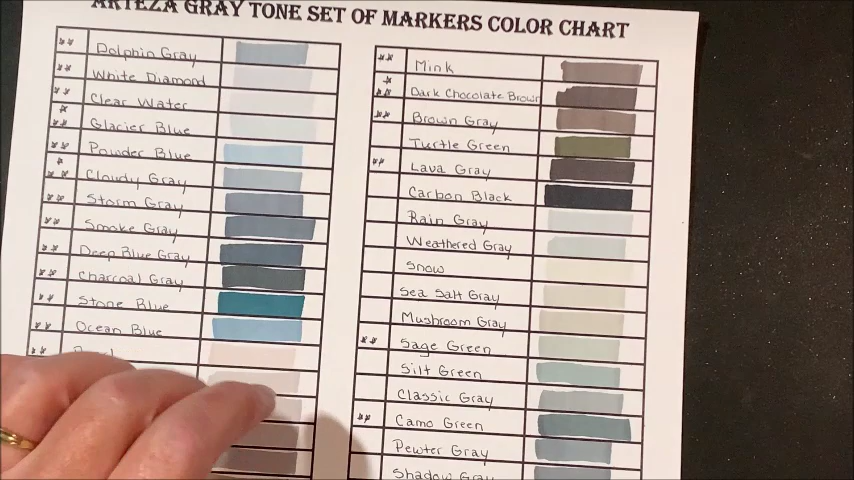 ARTEZA GRAY TONE SET OF MARKERS COLOR CHART
** Dolphin Gray
** White Diamond
** Clear Water
* ** Glacier Blue
** Powder Blue
* ** Cloudy Gray
** Storm Gray
** Smoke Gray
** Deep Blue Gray
** Charcoal Gray
** Stone Blue
** Ocean Blue
**
** Mink
* ** Dark Chocolate Brown
** Brown Gray
Turtle Green
** Lava Gray
Carbon Black
Rain Gray
Weathered Gray
Snow
Sea Salt Gray
Mushroom Gray
** Sage Green
Silt Green
Classic Gray
** Camo Green
Pewter Gray
Shadow Gray